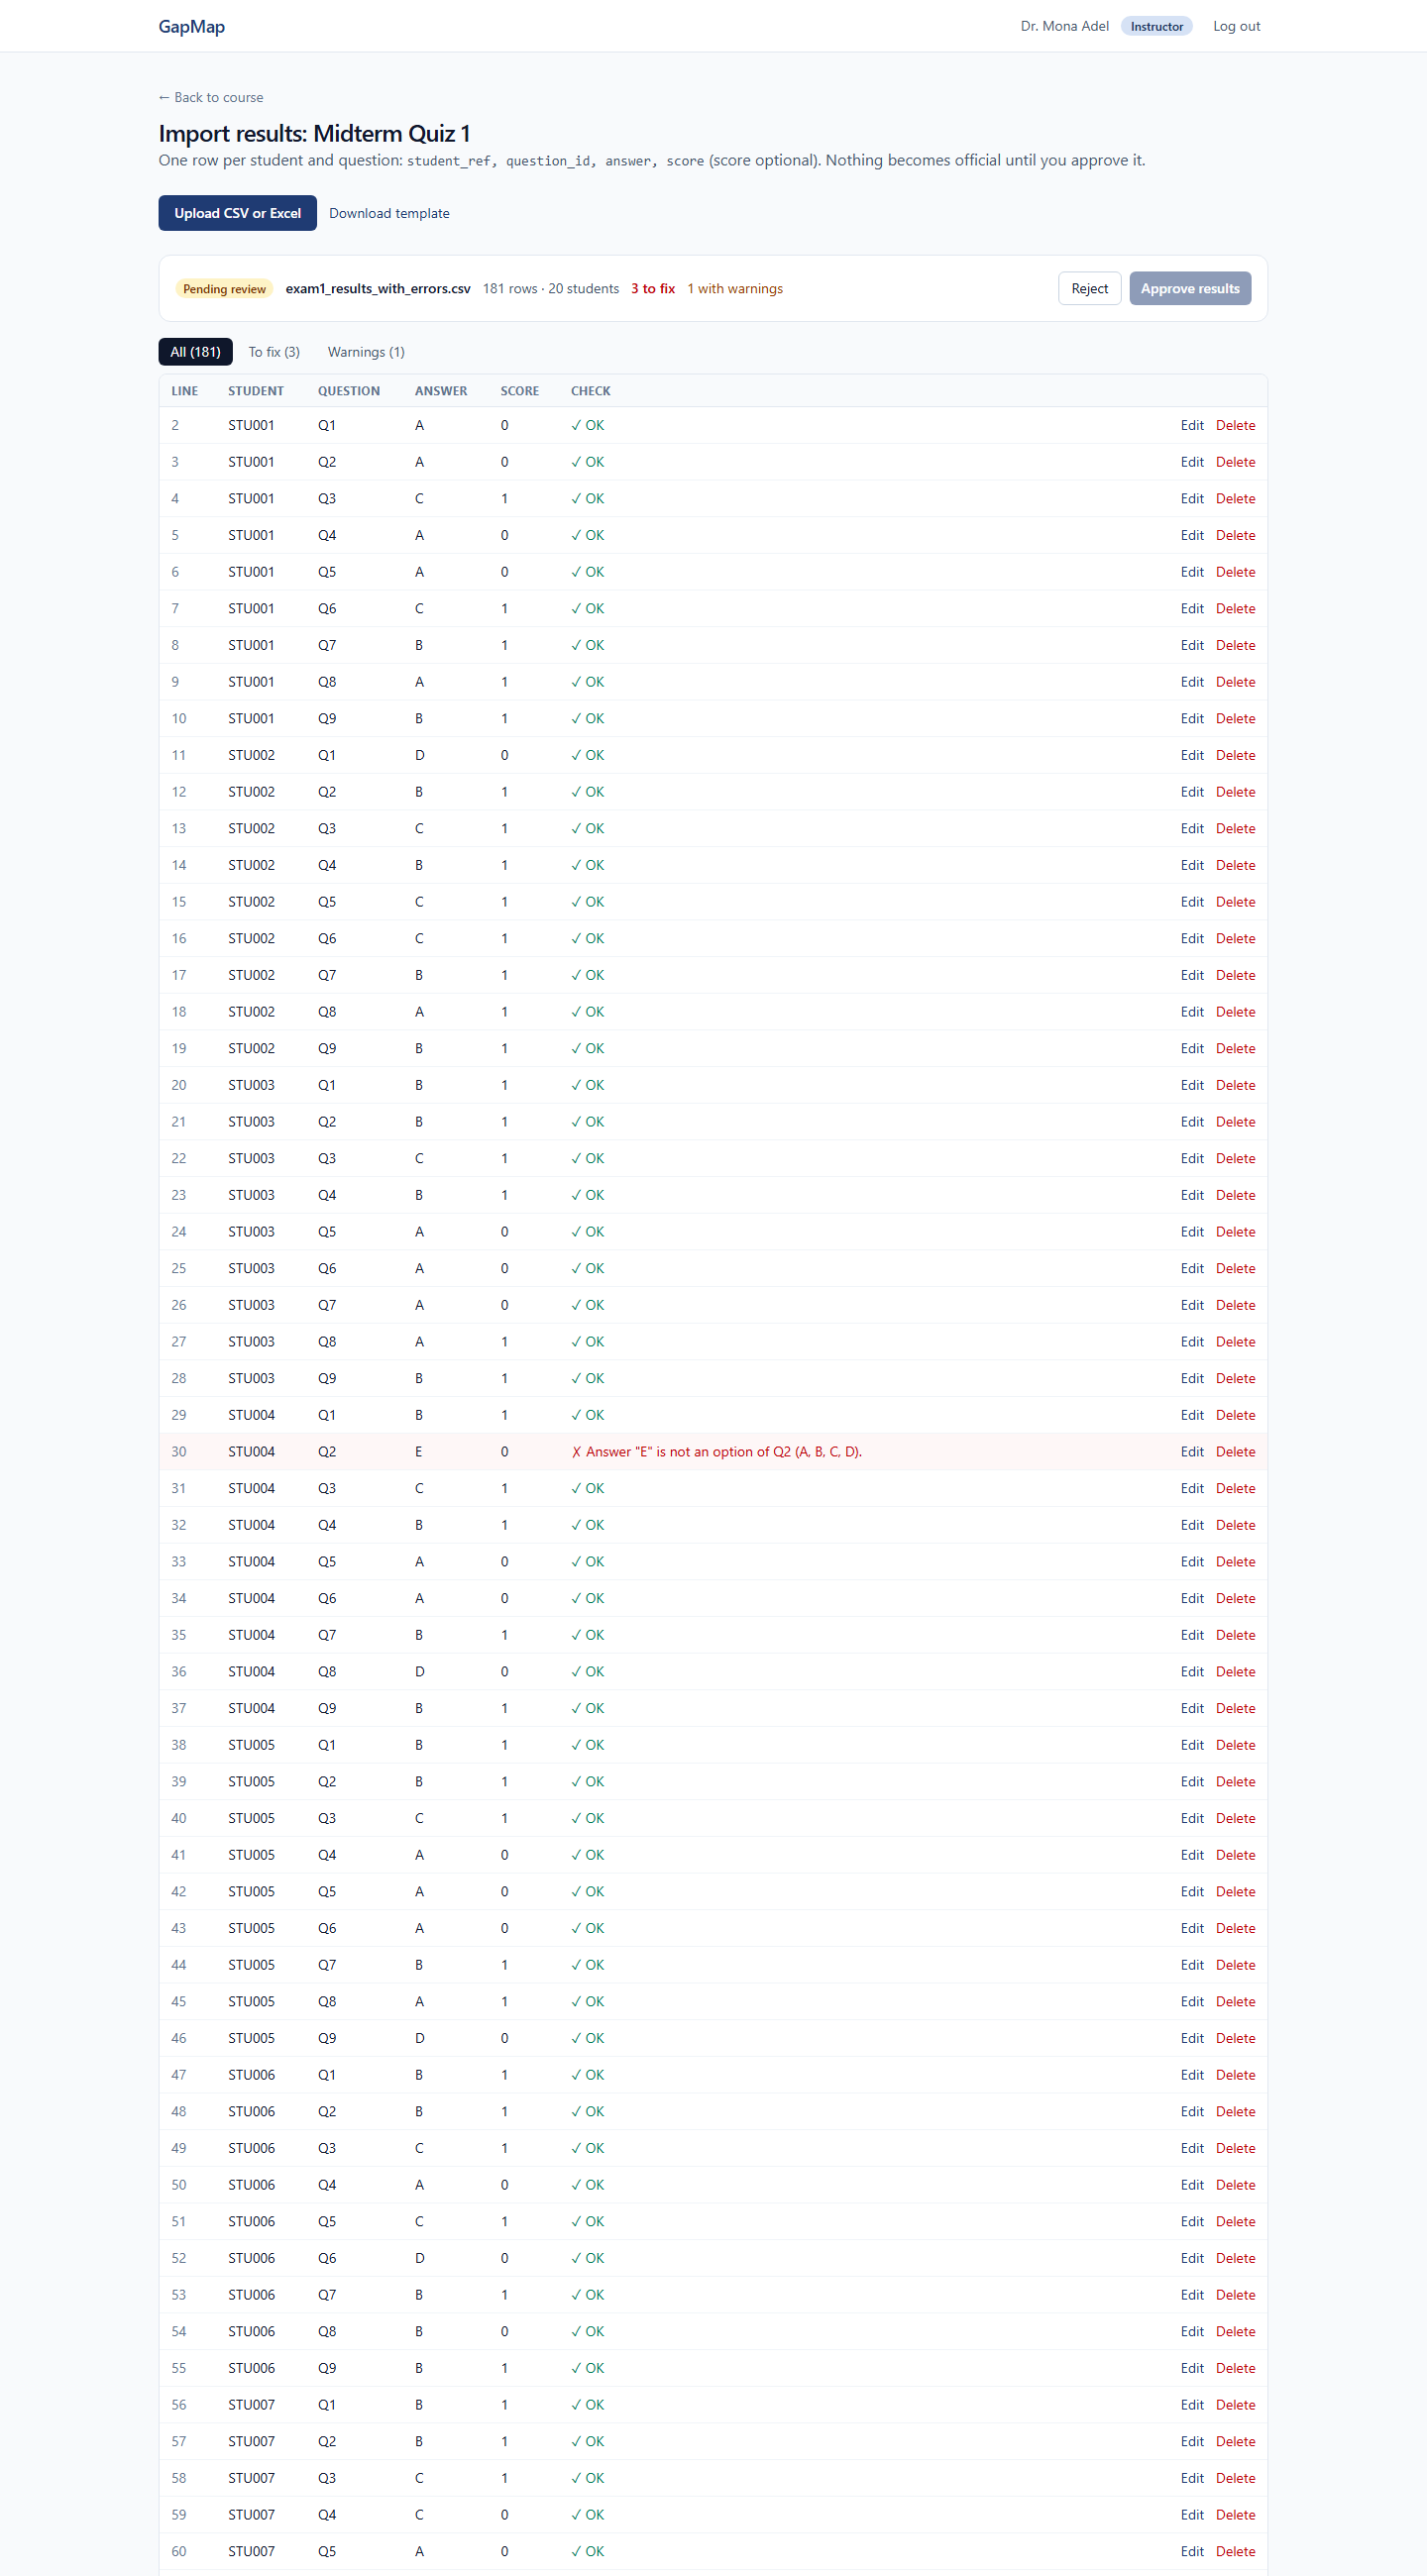 GapMap Dr. Mona Adel Instructor Log out
← Back to course
Import results: Midterm Quiz 1
One row per student and question: student_ref, question_id, answer, score (score optional). Nothing becomes official until you approve it.
Upload CSV or Excel Download template
Pending review exam1_results_with_errors.csv 181 rows · 20 students 3 to fix 1 with warnings Reject Approve results
All (181) To fix (3) Warnings (1)
LINE STUDENT QUESTION ANSWER SCORE CHECK
2 STU001 Q1 A 0 ✓ OK Edit Delete
3 STU001 Q2 A 0 ✓ OK Edit Delete
4 STU001 Q3 C 1 ✓ OK Edit Delete
5 STU001 Q4 A 0 ✓ OK Edit Delete
6 STU001 Q5 A 0 ✓ OK Edit Delete
7 STU001 Q6 C 1 ✓ OK Edit Delete
8 STU001 Q7 B 1 ✓ OK Edit Delete
9 STU001 Q8 A 1 ✓ OK Edit Delete
10 STU001 Q9 B 1 ✓ OK Edit Delete
11 STU002 Q1 D 0 ✓ OK Edit Delete
12 STU002 Q2 B 1 ✓ OK Edit Delete
13 STU002 Q3 C 1 ✓ OK Edit Delete
14 STU002 Q4 B 1 ✓ OK Edit Delete
15 STU002 Q5 C 1 ✓ OK Edit Delete
16 STU002 Q6 C 1 ✓ OK Edit Delete
17 STU002 Q7 B 1 ✓ OK Edit Delete
18 STU002 Q8 A 1 ✓ OK Edit Delete
19 STU002 Q9 B 1 ✓ OK Edit Delete
20 STU003 Q1 B 1 ✓ OK Edit Delete
21 STU003 Q2 B 1 ✓ OK Edit Delete
22 STU003 Q3 C 1 ✓ OK Edit Delete
23 STU003 Q4 B 1 ✓ OK Edit Delete
24 STU003 Q5 A 0 ✓ OK Edit Delete
25 STU003 Q6 A 0 ✓ OK Edit Delete
26 STU003 Q7 A 0 ✓ OK Edit Delete
27 STU003 Q8 A 1 ✓ OK Edit Delete
28 STU003 Q9 B 1 ✓ OK Edit Delete
29 STU004 Q1 B 1 ✓ OK Edit Delete
30 STU004 Q2 E 0 ✗ Answer "E" is not an option of Q2 (A, B, C, D). Edit Delete
31 STU004 Q3 C 1 ✓ OK Edit Delete
32 STU004 Q4 B 1 ✓ OK Edit Delete
33 STU004 Q5 A 0 ✓ OK Edit Delete
34 STU004 Q6 A 0 ✓ OK Edit Delete
35 STU004 Q7 B 1 ✓ OK Edit Delete
36 STU004 Q8 D 0 ✓ OK Edit Delete
37 STU004 Q9 B 1 ✓ OK Edit Delete
38 STU005 Q1 B 1 ✓ OK Edit Delete
39 STU005 Q2 B 1 ✓ OK Edit Delete
40 STU005 Q3 C 1 ✓ OK Edit Delete
41 STU005 Q4 A 0 ✓ OK Edit Delete
42 STU005 Q5 A 0 ✓ OK Edit Delete
43 STU005 Q6 A 0 ✓ OK Edit Delete
44 STU005 Q7 B 1 ✓ OK Edit Delete
45 STU005 Q8 A 1 ✓ OK Edit Delete
46 STU005 Q9 D 0 ✓ OK Edit Delete
47 STU006 Q1 B 1 ✓ OK Edit Delete
48 STU006 Q2 B 1 ✓ OK Edit Delete
49 STU006 Q3 C 1 ✓ OK Edit Delete
50 STU006 Q4 A 0 ✓ OK Edit Delete
51 STU006 Q5 C 1 ✓ OK Edit Delete
52 STU006 Q6 D 0 ✓ OK Edit Delete
53 STU006 Q7 B 1 ✓ OK Edit Delete
54 STU006 Q8 B 0 ✓ OK Edit Delete
55 STU006 Q9 B 1 ✓ OK Edit Delete
56 STU007 Q1 B 1 ✓ OK Edit Delete
57 STU007 Q2 B 1 ✓ OK Edit Delete
58 STU007 Q3 C 1 ✓ OK Edit Delete
59 STU007 Q4 C 0 ✓ OK Edit Delete
60 STU007 Q5 A 0 ✓ OK Edit Delete